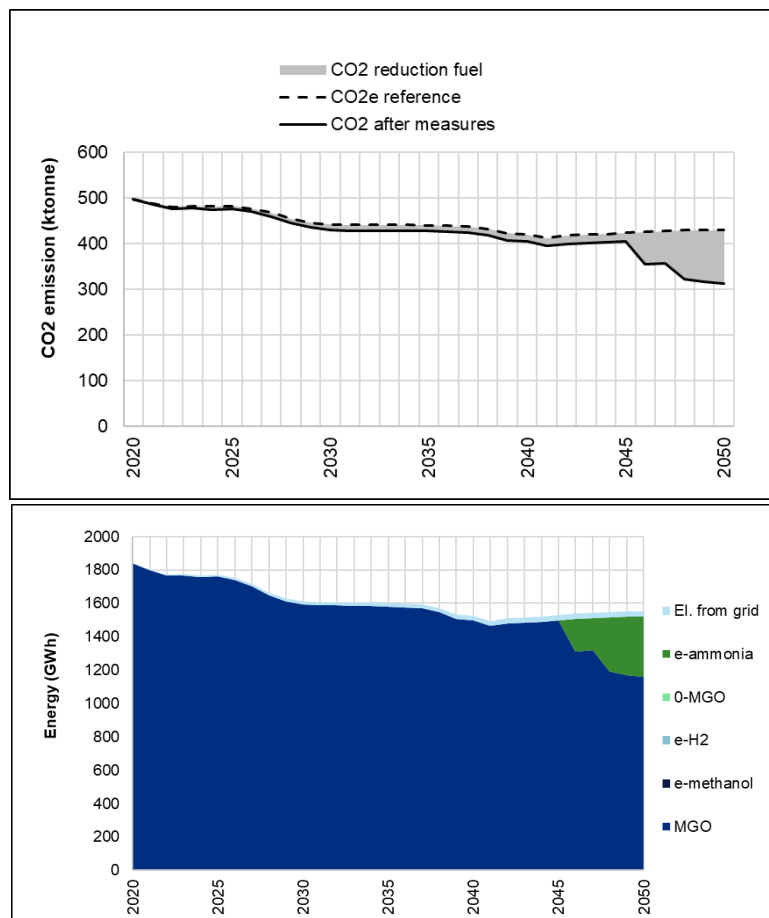 CO2 reduction fuel
CO2e reference
CO2 after measures
CO2 emission (ktonne)
600
500
400
300
200
100
0
2020
2025
2030
2035
2040
2045
2050
Energy (GWh)
2000
1800
1600
1400
1200
1000
800
600
400
200
0
2020
2025
2030
2035
2040
2045
2050
El. from grid
e-ammonia
0-MGO
e-H2
e-methanol
MGO